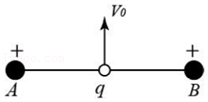 V₀
+ +
A q B